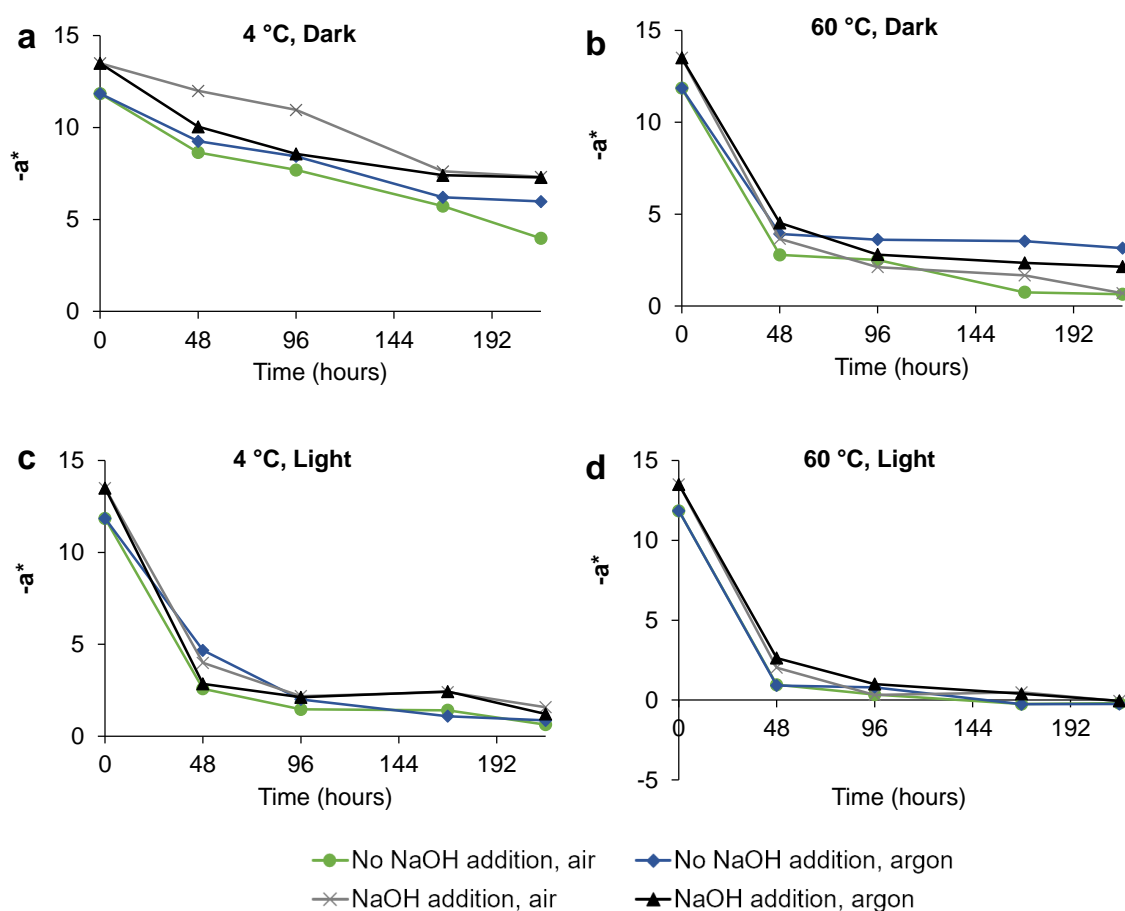 a
4 °C, Dark
15
10
5
0
-a*
0 48 96 144 192
Time (hours)
b
60 °C, Dark
15
10
5
0
-a*
0 48 96 144 192
Time (hours)
c
4 °C, Light
15
10
5
0
-a*
0 48 96 144 192
Time (hours)
d
60 °C, Light
15
10
5
0
-5
-a*
0 48 96 144 192
Time (hours)
No NaOH addition, air
No NaOH addition, argon
NaOH addition, air
NaOH addition, argon